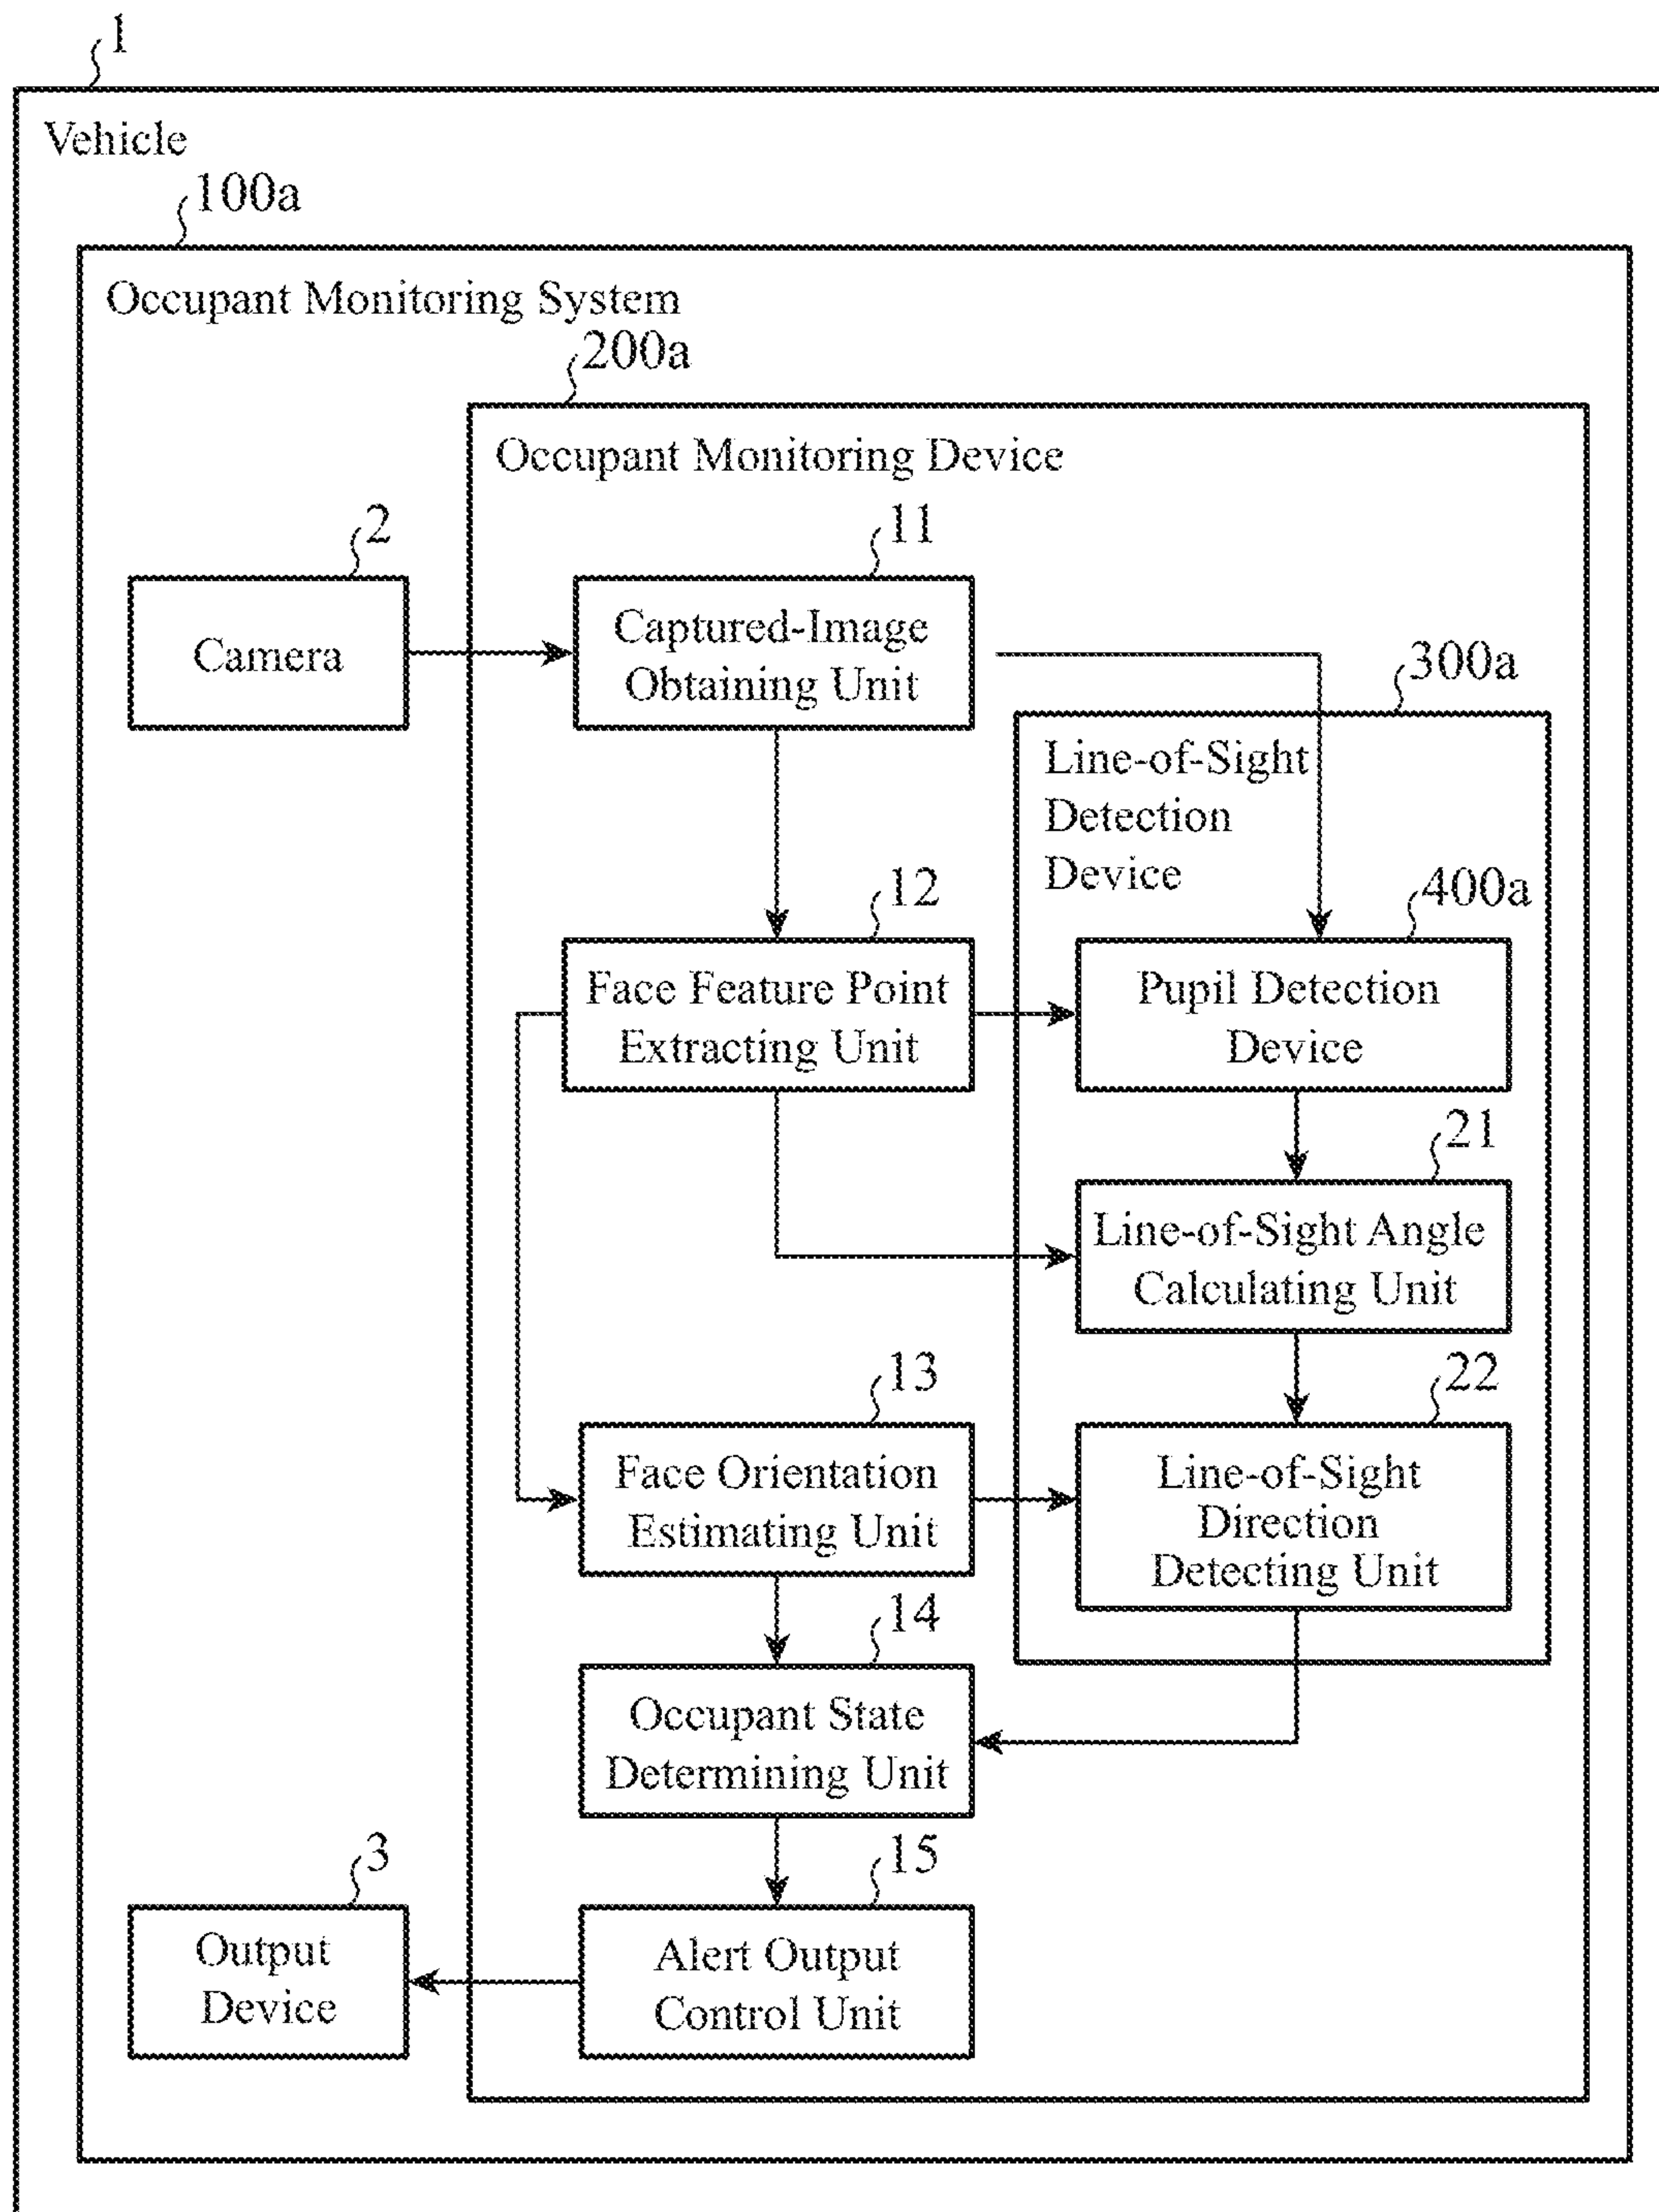 1
Vehicle
100a
Occupant Monitoring System
200a
Occupant Monitoring Device
2
11
Camera
Captured-Image
Obtaining Unit
300a
Line-of-Sight
Detection
Device
12
400a
Face Feature Point
Extracting Unit
Pupil Detection
Device
21
Line-of-Sight Angle
Calculating Unit
13
22
Face Orientation
Estimating Unit
Line-of-Sight
Direction
Detecting Unit
14
Occupant State
Determining Unit
3
15
Output
Device
Alert Output
Control Unit